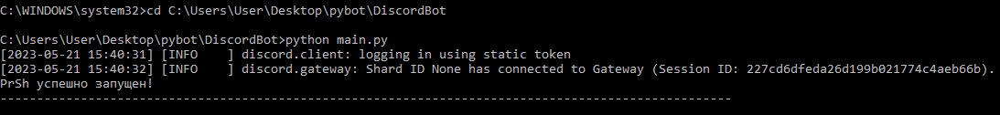 C:\WINDOWS\system32>cd C:\Users\User\Desktop\pybot\DiscordBot
C:\Users\User\Desktop\pybot\DiscordBot>python main.py
[2023-05-21 15:40:31] [INFO    ] discord.client: logging in using static token
[2023-05-21 15:40:32] [INFO    ] discord.gateway: Shard ID None has connected to Gateway (Session ID: 227cd6dfeda26d199b021774c4aeb66b).
PrSh успешно запущен!
----------------------------------------------------------------------------------------------------